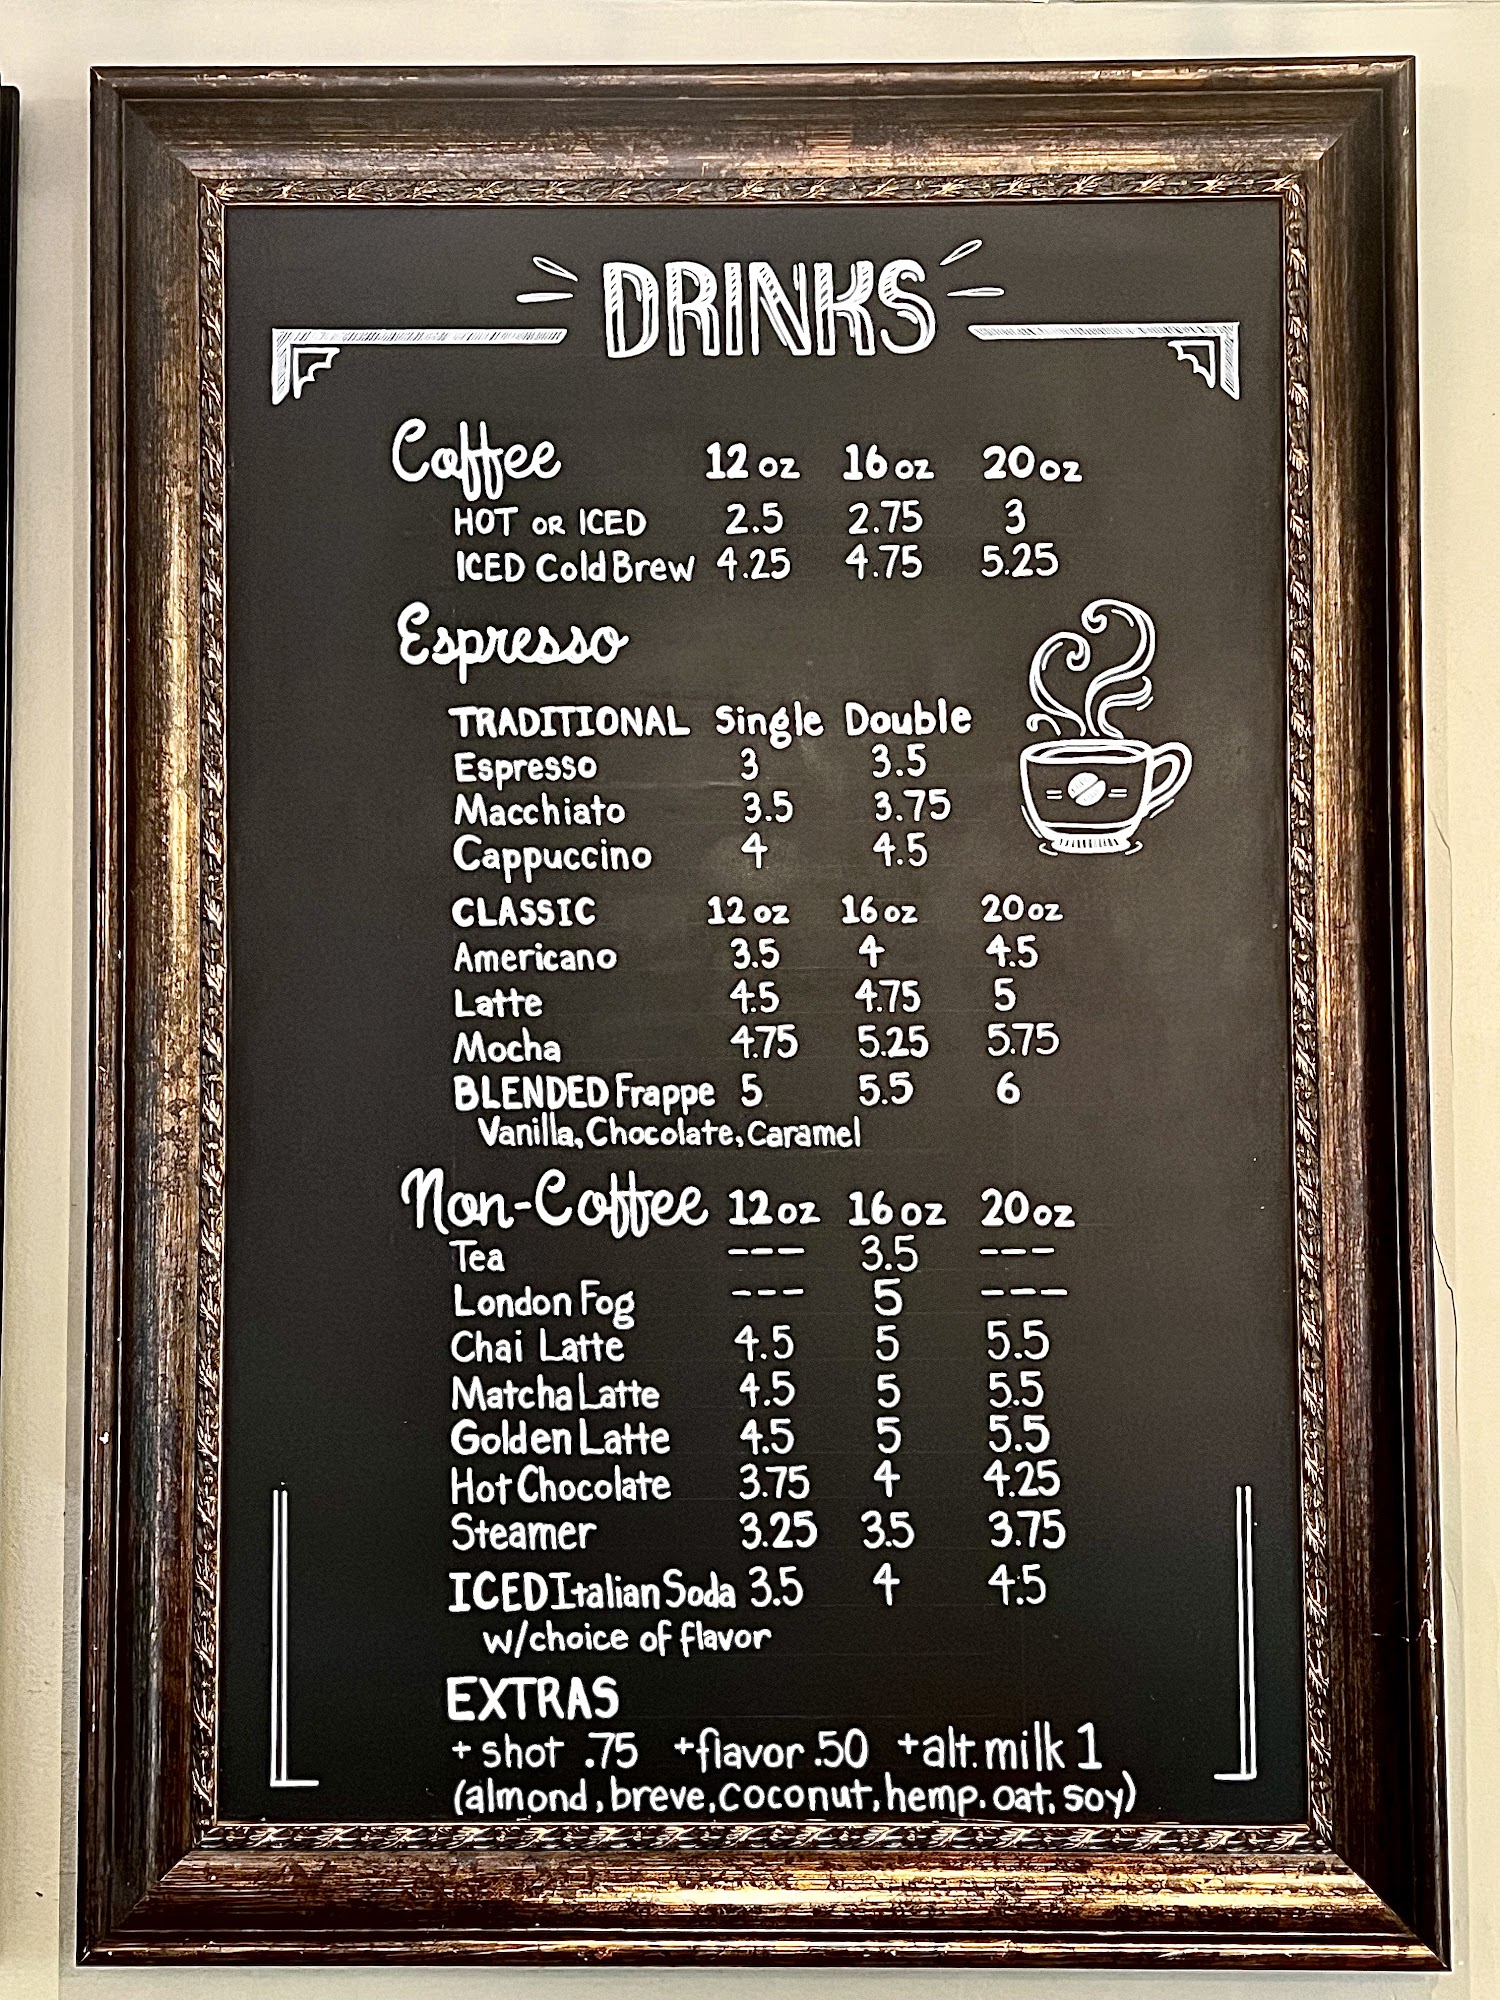 DRINKS
Coffee 12 oz 16 oz 20 oz
HOT OR ICED 2.5 2.75 3
ICED Cold Brew 4.25 4.75 5.25
Espresso
TRADITIONAL Single Double
Espresso 3 3.5
Macchiato 3.5 3.75
Cappuccino 4 4.5
CLASSIC 12 oz 16 oz 20 oz
Americano 3.5 4 4.5
Latte 4.5 4.75 5
Mocha 4.75 5.25 5.75
BLENDED Frappe 5 5.5 6
Vanilla, Chocolate, Caramel
Non-Coffee 12 oz 16 oz 20 oz
Tea --- 3.5 ---
London Fog --- 5 ---
Chai Latte 4.5 5 5.5
Matcha Latte 4.5 5 5.5
Golden Latte 4.5 5 5.5
Hot Chocolate 3.75 4 4.25
Steamer 3.25 3.5 3.75
ICED Italian Soda 3.5 4 4.5
w/choice of flavor
EXTRAS
+ shot .75 +flavor .50 +alt. milk 1
(almond, breve, coconut, hemp. oat, soy)